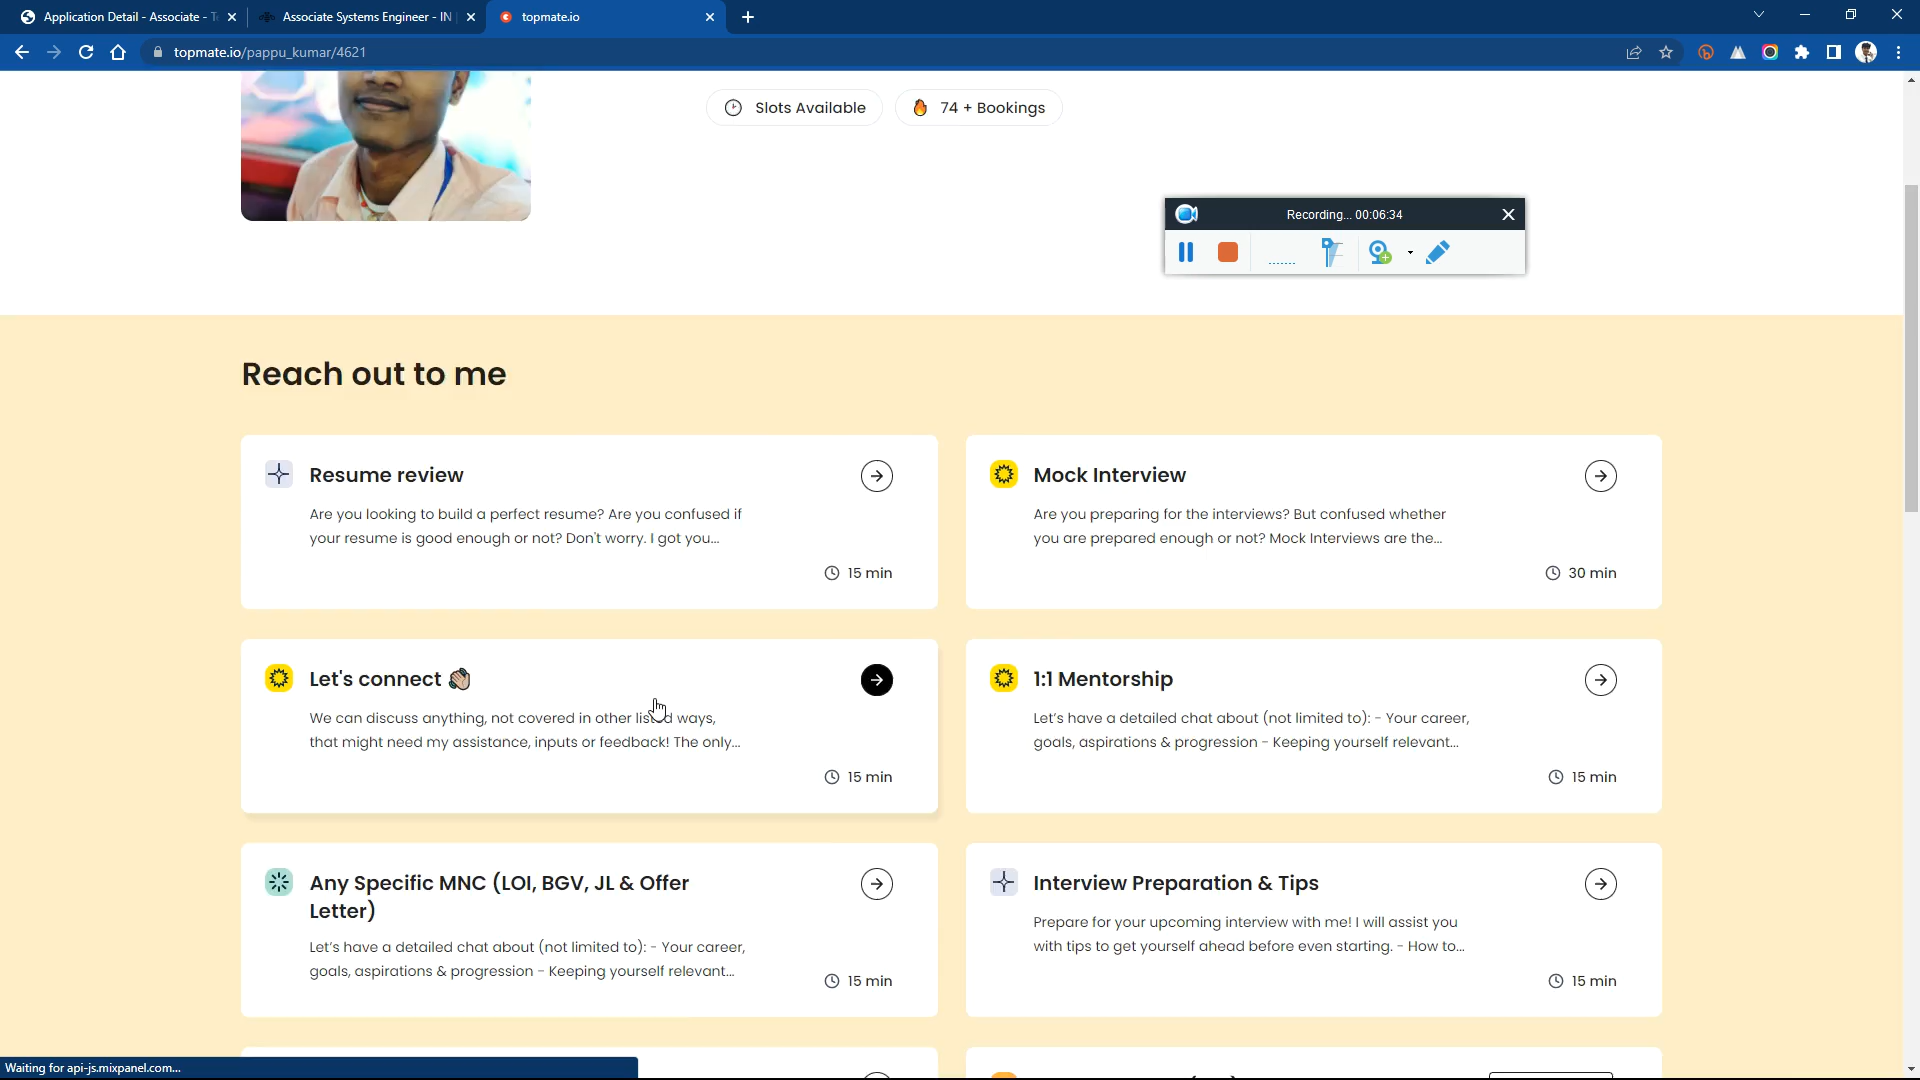 Application Detail - Associate - T
Associate Systems Engineer - IN
topmate.io
topmate.io/pappu_kumar/4621
Slots Available
74 + Bookings
Recording... 00:06:34
Reach out to me
Resume review
Are you looking to build a perfect resume? Are you confused if
your resume is good enough or not? Don't worry. I got you...
15 min
Mock Interview
Are you preparing for the interviews? But confused whether
you are prepared enough or not? Mock Interviews are the...
30 min
Let's connect 👋🏼
We can discuss anything, not covered in other listed ways,
that might need my assistance, inputs or feedback! The only...
15 min
1:1 Mentorship
Let's have a detailed chat about (not limited to): - Your career,
goals, aspirations & progression - Keeping yourself relevant...
15 min
Any Specific MNC (LOI, BGV, JL & Offer
Letter)
Let's have a detailed chat about (not limited to): - Your career,
goals, aspirations & progression - Keeping yourself relevant...
15 min
Interview Preparation & Tips
Prepare for your upcoming interview with me! I will assist you
with tips to get yourself ahead before even starting. - How to...
15 min
Waiting for api-js.mixpanel.com...